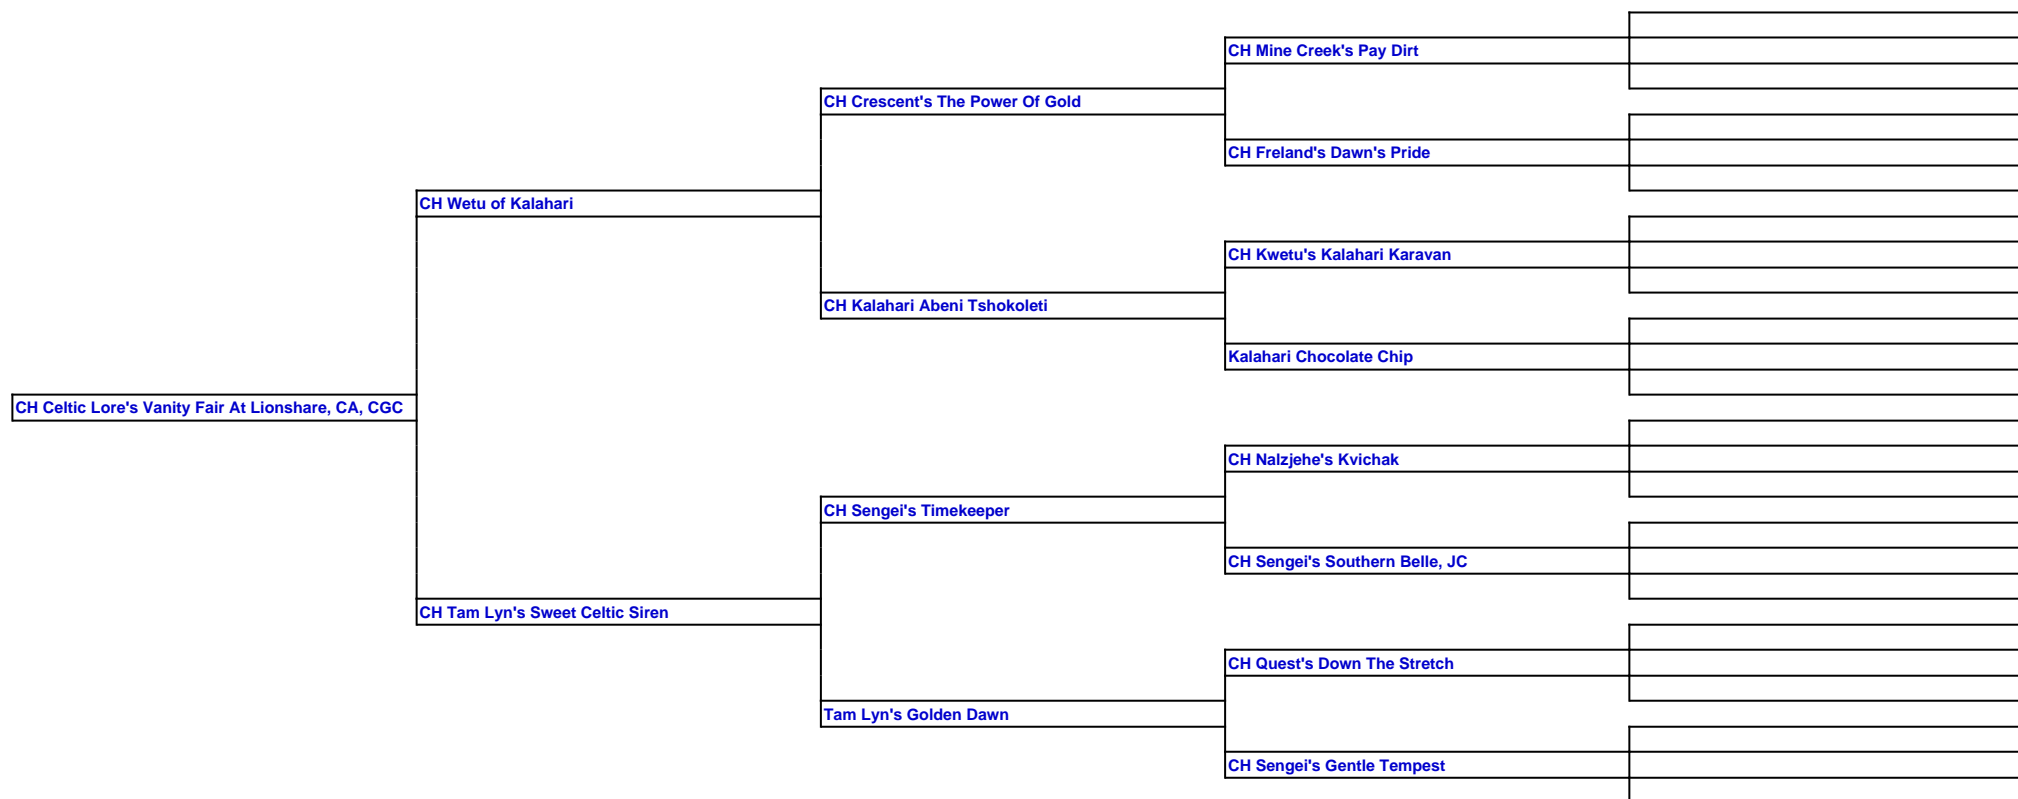 CH Mine Creek's Pay Dirt
CH Crescent's The Power Of Gold
CH Freland's Dawn's Pride
CH Wetu of Kalahari
CH Kwetu's Kalahari Karavan
CH Kalahari Abeni Tshokoleti
Kalahari Chocolate Chip
CH Celtic Lore's Vanity Fair At Lionshare, CA, CGC
CH Nalzjehe's Kvichak
CH Sengei's Timekeeper
CH Sengei's Southern Belle, JC
CH Tam Lyn's Sweet Celtic Siren
CH Quest's Down The Stretch
Tam Lyn's Golden Dawn
CH Sengei's Gentle Tempest